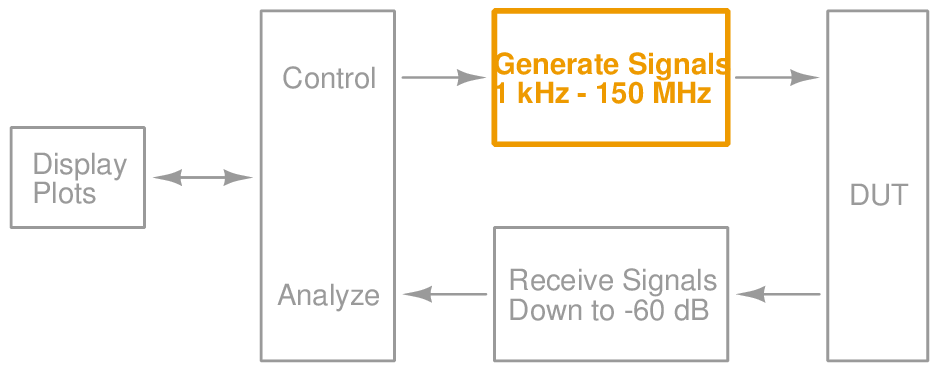 Control
Generate Signals
1 kHz - 150 MHz
Display
Plots
DUT
Analyze
Receive Signals
Down to -60 dB